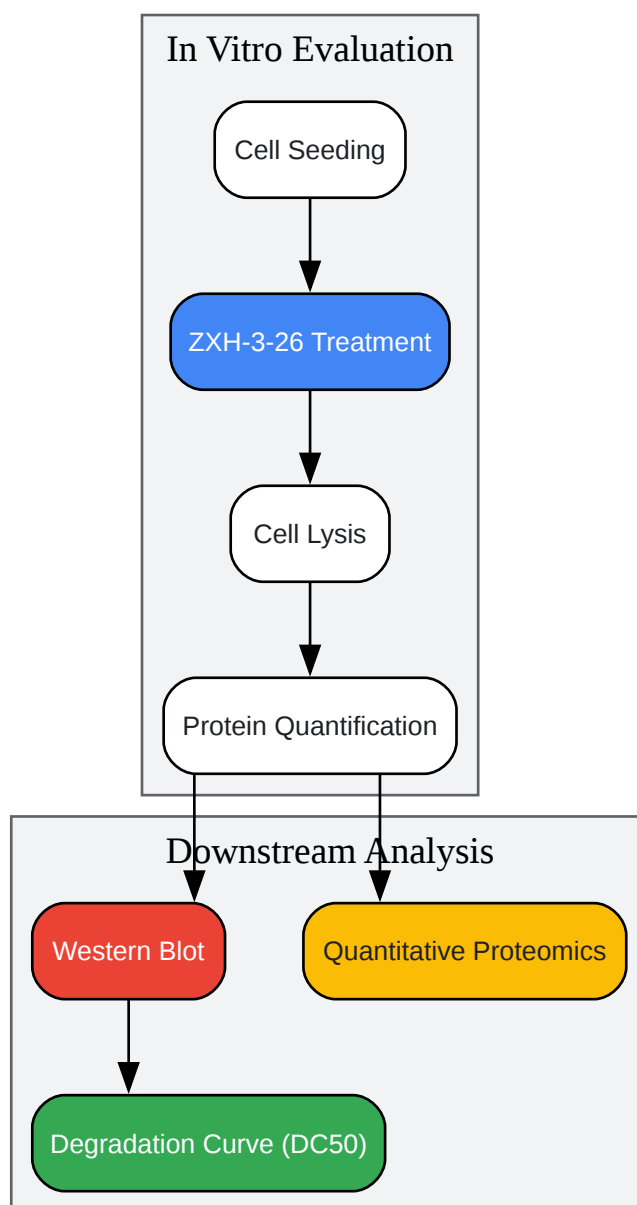 In Vitro Evaluation
Cell Seeding
ZXH-3-26 Treatment
Cell Lysis
Protein Quantification
Downstream Analysis
Western Blot
Quantitative Proteomics
Degradation Curve (DC50)